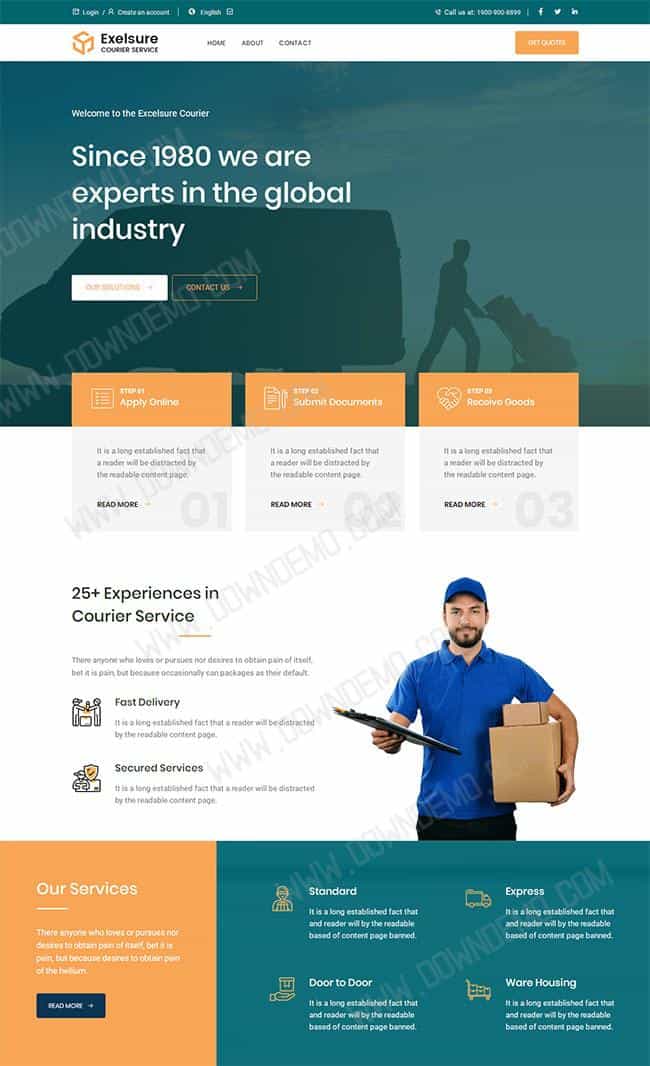 Login / Create an account | English
Call us at: 1900 900 8899
Exelsure
COURIER SERVICE
HOME ABOUT CONTACT
GET QUOTES
Welcome to the Excelsure Courier
Since 1980 we are
experts in the global
industry
OUR SOLUTIONS
CONTACT US
STEP 01
Apply Online
It is a long established fact that
a reader will be distracted by
the readable content page.
READ MORE
01
STEP 02
Submit Documents
It is a long established fact that
a reader will be distracted by
the readable content page.
READ MORE
02
STEP 03
Receive Goods
It is a long established fact that
a reader will be distracted by
the readable content page.
READ MORE
03
25+ Experiences in
Courier Service
There anyone who loves or pursues nor desires to obtain pain of itself,
bet it is pain, but because occasionally can packages as their default.
Fast Delivery
It is a long established fact that a reader will be distracted
by the readable content page.
Secured Services
It is a long established fact that a reader will be distracted
by the readable content page.
Our Services
There anyone who loves or pursues nor
desires to obtain pain of itself, bet it is
pain, but because desires to obtain pain
of the helium.
READ MORE
Standard
It is a long established fact that
and reader will by the readable
based of content page banned.
Express
It is a long established fact that
and reader will by the readable
based of content page banned.
Door to Door
It is a long established fact that
and reader will by the readable
based of content page banned.
Ware Housing
It is a long established fact that
and reader will by the readable
based of content page banned.
WWW.DOWNDEMO.COM